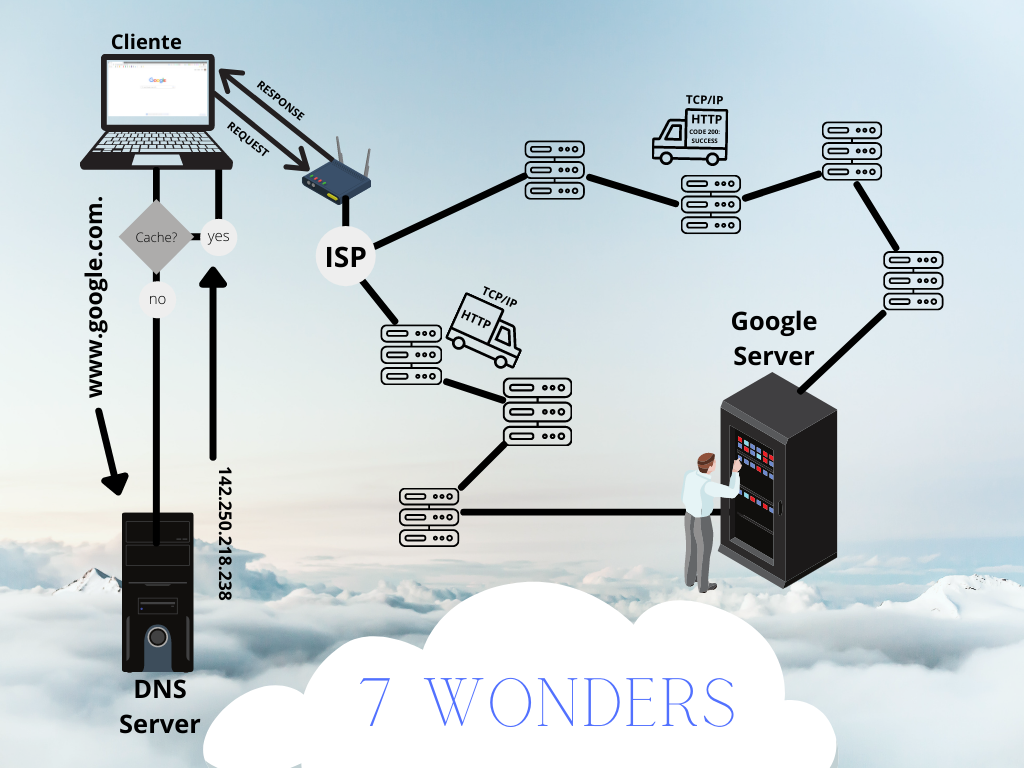 Cliente
Google
RESPONSE
REQUEST
TCP/IP
HTTP
CODE 200:
SUCCESS
Cache?
yes
ISP
no
www.google.com.
TCP/IP
HTTP
Google
Server
142.250.218.238
DNS
Server
7 WONDERS